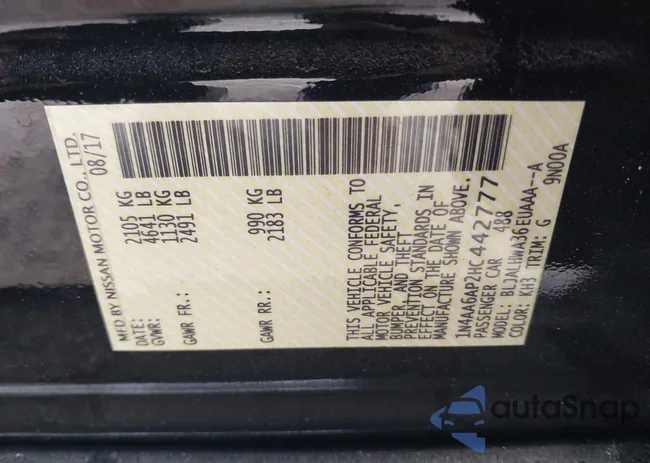 MFD BY NISSAN MOTOR CO., LTD.
DATE: 08/17
GVWR: 2105 KG
4641 LB
GAWR FR: 1130 KG
2491 LB
GAWR RR: 990 KG
2183 LB
THIS VEHICLE CONFORMS TO
ALL APPLICABLE FEDERAL
MOTOR VEHICLE SAFETY,
BUMPER, AND THEFT
PREVENTION STANDARDS IN
EFFECT ON THE DATE OF
MANUFACTURE SHOWN ABOVE.
1N4AA6AP2HC442777
PASSENGER CAR 498
MODEL: BLJALHWA36EUAAA--A
COLOR: KH3 TRIM: G 9N00A
autoSnap